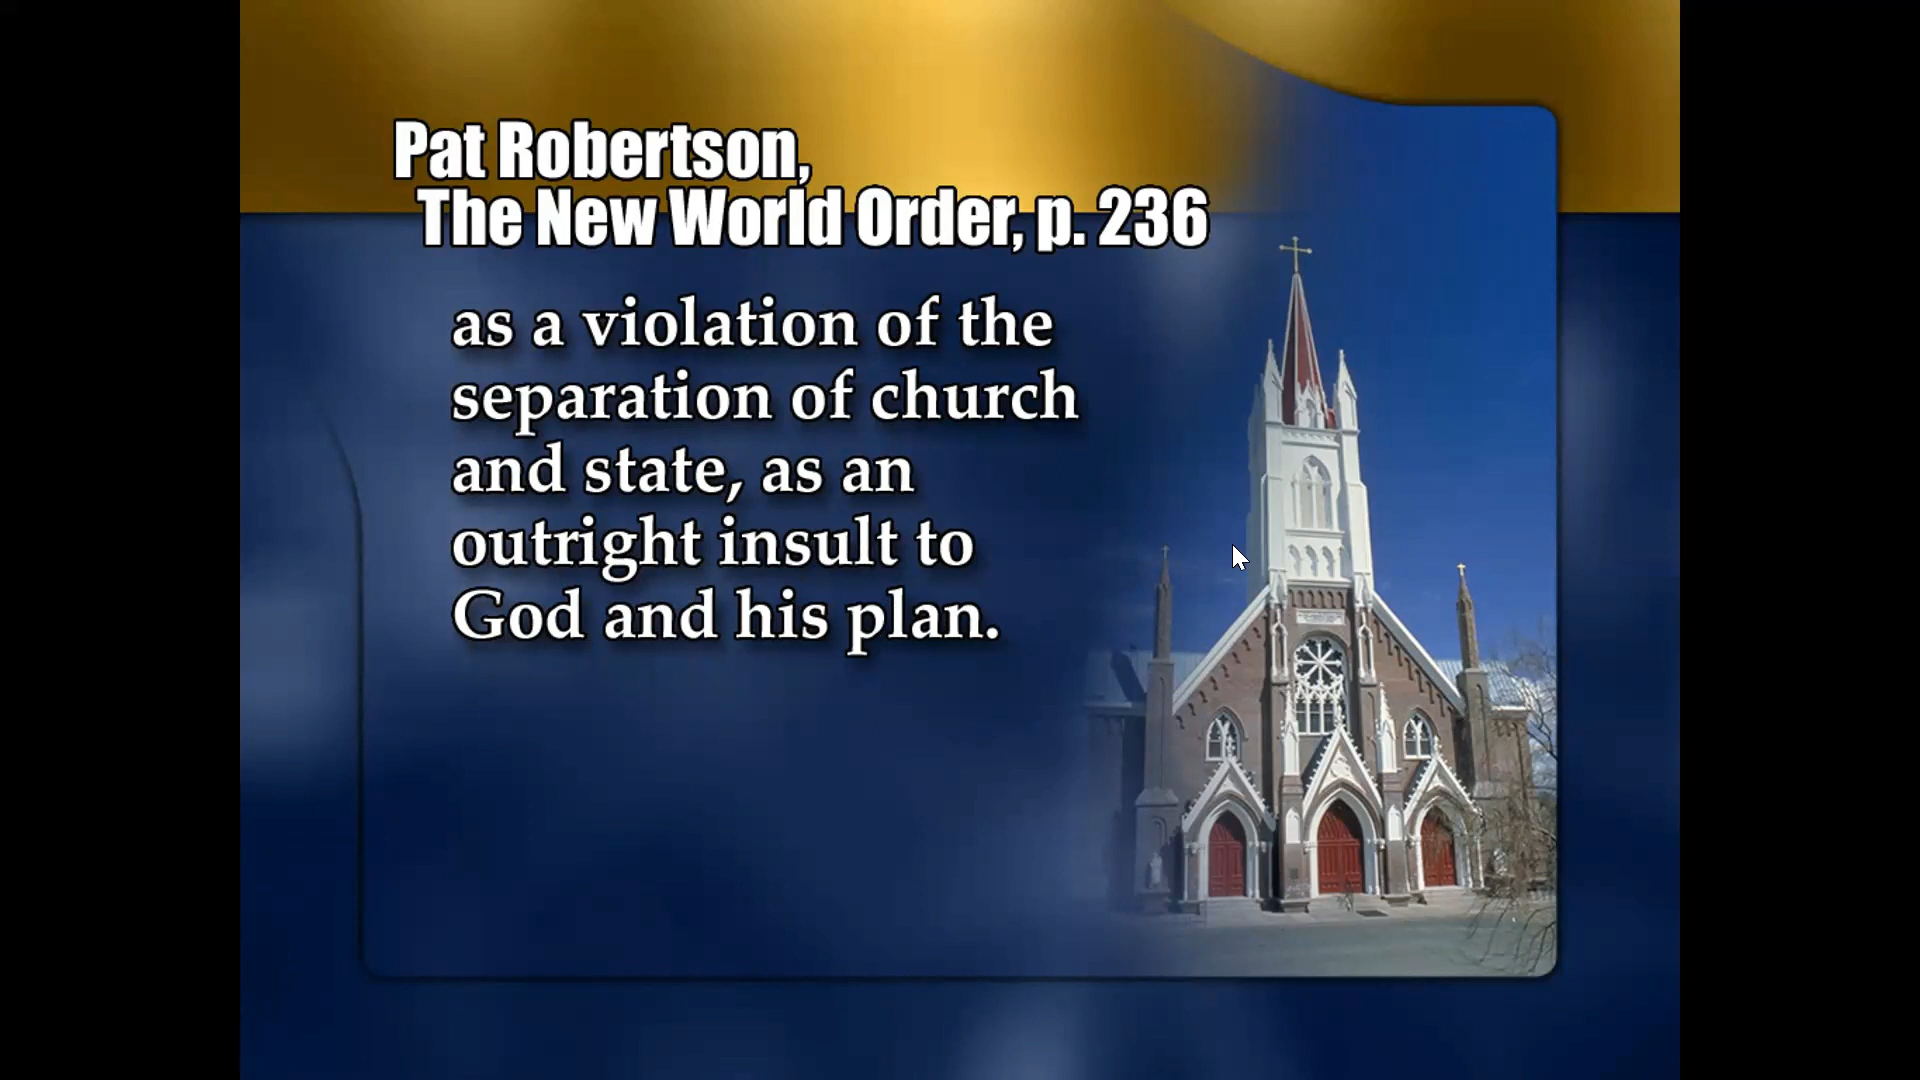 Pat Robertson,
The New World Order, p. 236
as a violation of the
separation of church
and state, as an
outright insult to
God and his plan.